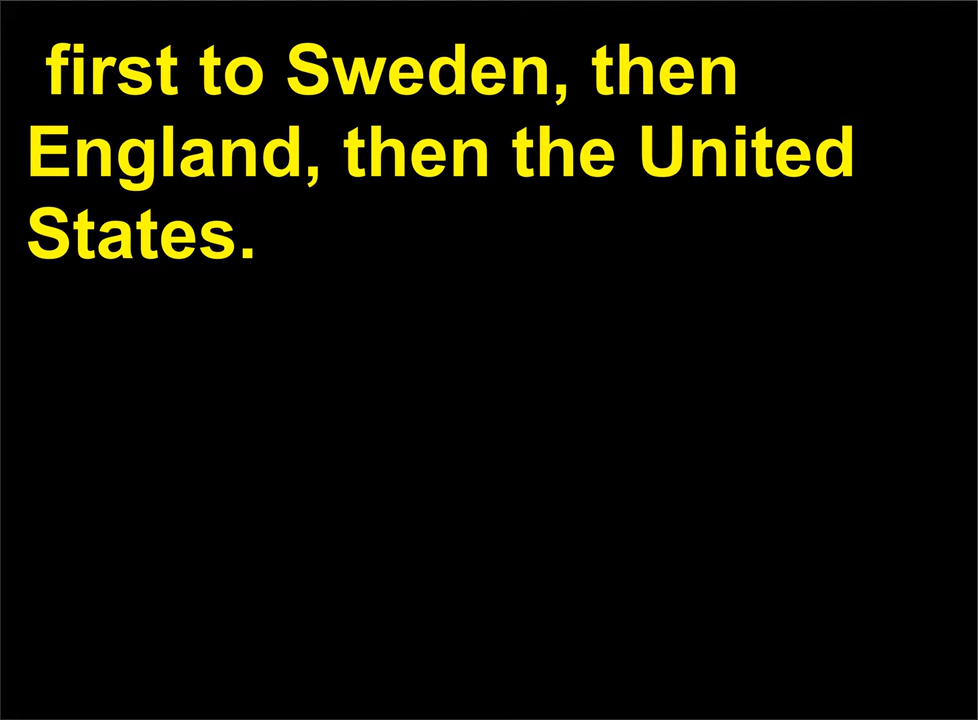 first to Sweden, then
England, then the United
States.